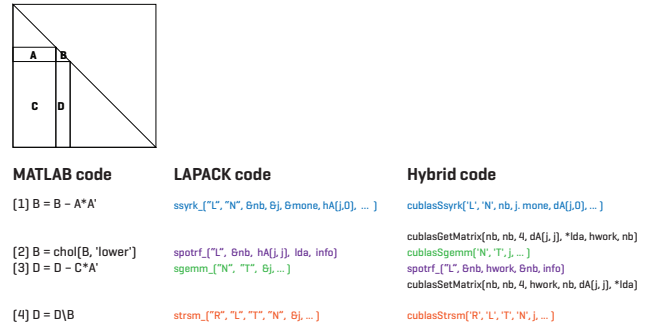 A B
C D
MATLAB code LAPACK code Hybrid code
(1) B = B – A*A' ssyrk_("L", "N", &nb, &j, &mone, hA(j,0), ... ) cublasSsyrk('L', 'N', nb, j. mone, dA(j,0), ... )
cublasGetMatrix(nb, nb, 4, dA(j, j), *lda, hwork, nb)
(2) B = chol(B, 'lower') spotrf_("L", &nb, hA(j, j), lda, info) cublasSgemm('N', 'T', j, ... )
(3) D = D – C*A' sgemm_("N", "T", &j, ... ) spotrf_("L", &nb, hwork, &nb, info)
cublasSetMatrix(nb, nb, 4, hwork, nb, dA(j, j), *lda)
(4) D = D\B strsm_("R", "L", "T", "N", &j, ... ) cublasStrsm('R', 'L', 'T', 'N', j, ... )